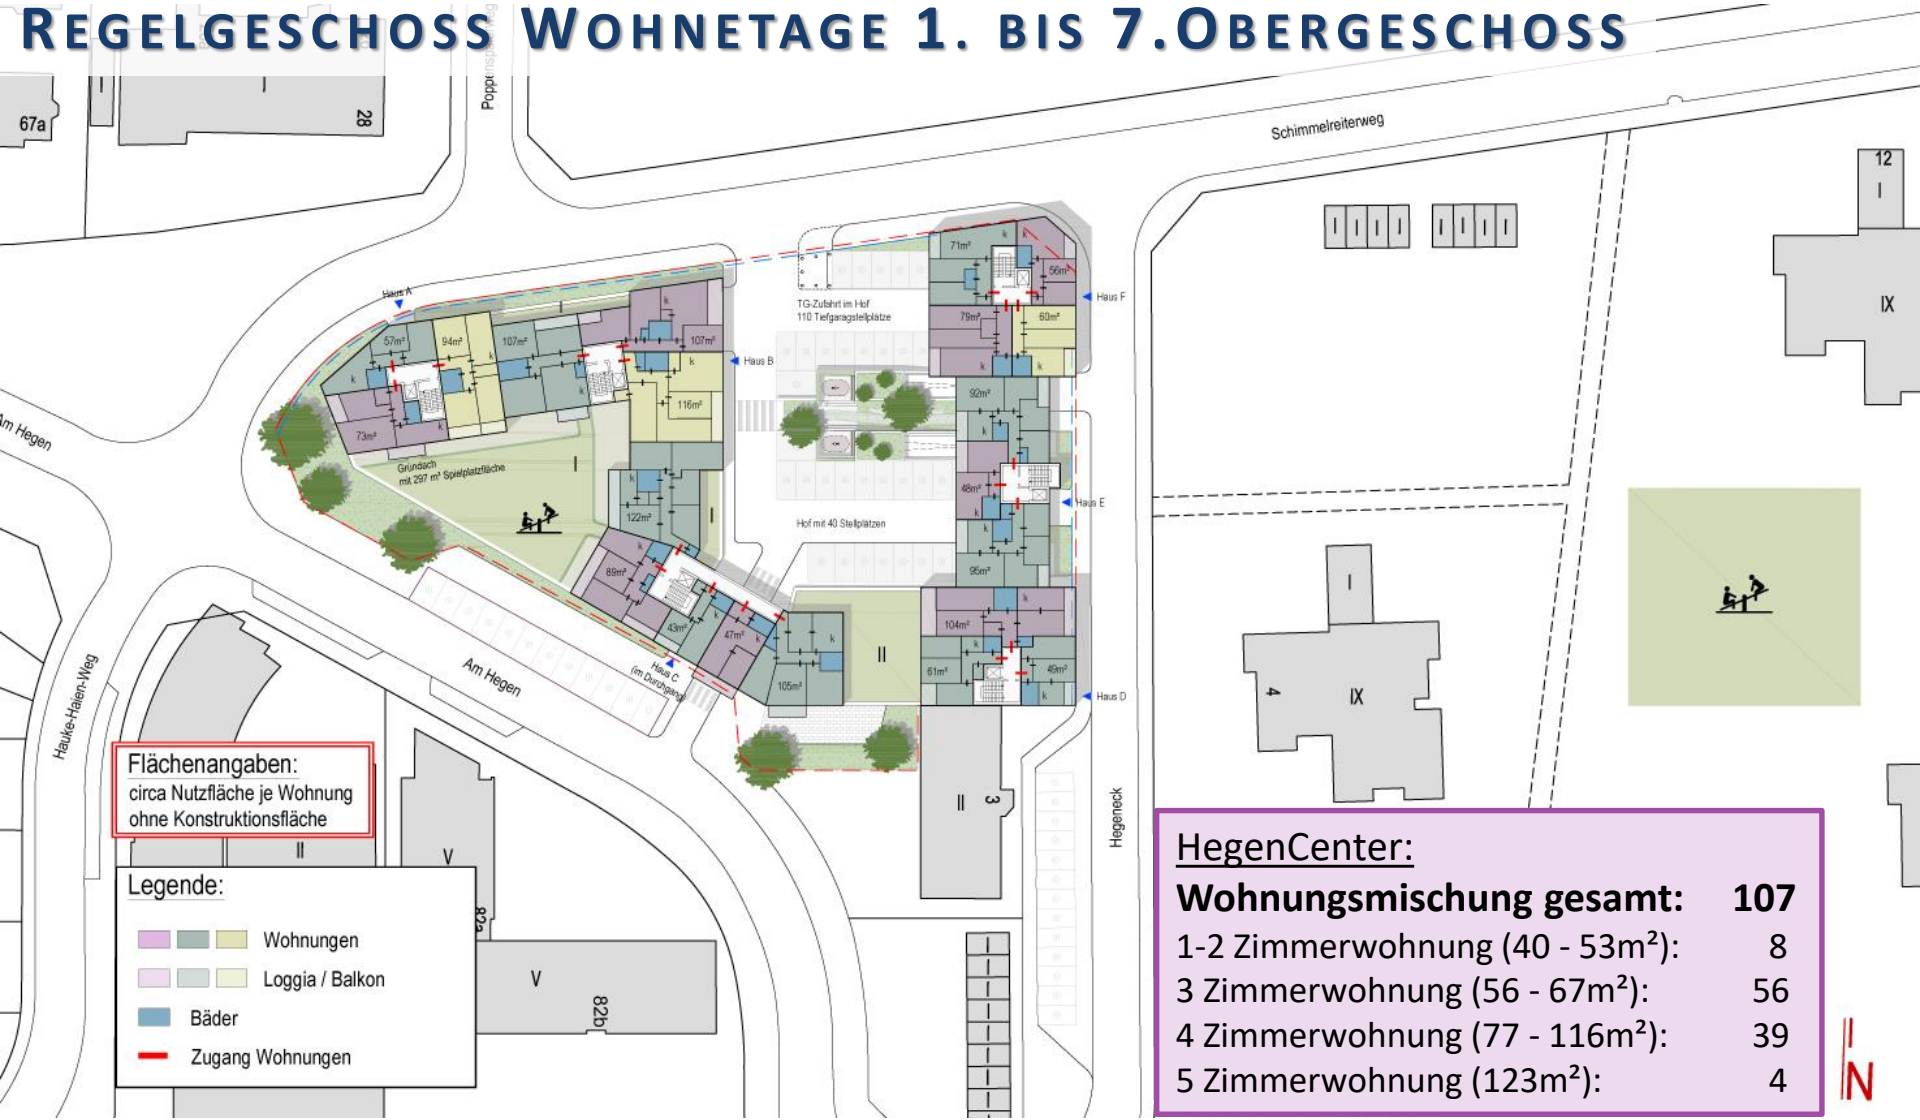 REGELGESCHOSS WOHNETAGE 1. BIS 7.OBERGESCHOSS
67a
I
I
28
Schimmelreiterweg
12
I
IX
I I I I
I I I I
Haus A
I
57m²
94m²
107m²
107m²
116m²
73m²
122m²
Haus B
TG-Zufahrt im Hof
110 Tiefgaragstellplätze
71m²
56m²
79m²
60m²
Haus F
92m²
48m²
95m²
Haus E
Hof mit 40 Stellplätzen
Gründach
mit 297 m² Spielplatzfläche
I
I
Am Hegen
89m²
43m²
47m²
105m²
Haus C
(im Durchgang)
II
104m²
61m²
49m²
Haus D
Am Hegen
Hauke-Haien-Weg
Hegeneck
I
4
IX
II
3
Flächenangaben:
circa Nutzfläche je Wohnung
ohne Konstruktionsfläche
II
V
Legende:
Wohnungen
Loggia / Balkon
Bäder
Zugang Wohnungen
V
82b
HegenCenter:
Wohnungsmischung gesamt: 107
1-2 Zimmerwohnung (40 - 53m²): 8
3 Zimmerwohnung (56 - 67m²): 56
4 Zimmerwohnung (77 - 116m²): 39
5 Zimmerwohnung (123m²): 4
N